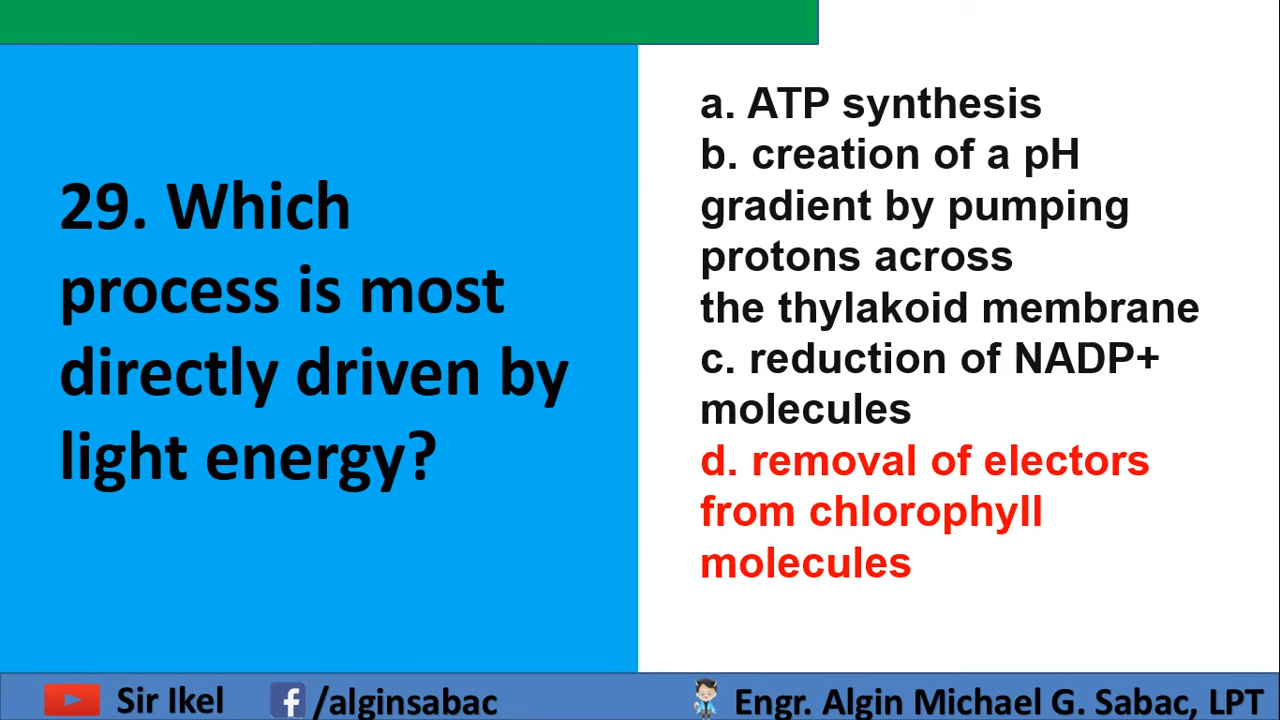 29. Which
process is most
directly driven by
light energy?
a. ATP synthesis
b. creation of a pH
gradient by pumping
protons across
the thylakoid membrane
c. reduction of NADP+
molecules
d. removal of electors
from chlorophyll
molecules
Sir Ikel
/alginsabac
Engr. Algin Michael G. Sabac, LPT